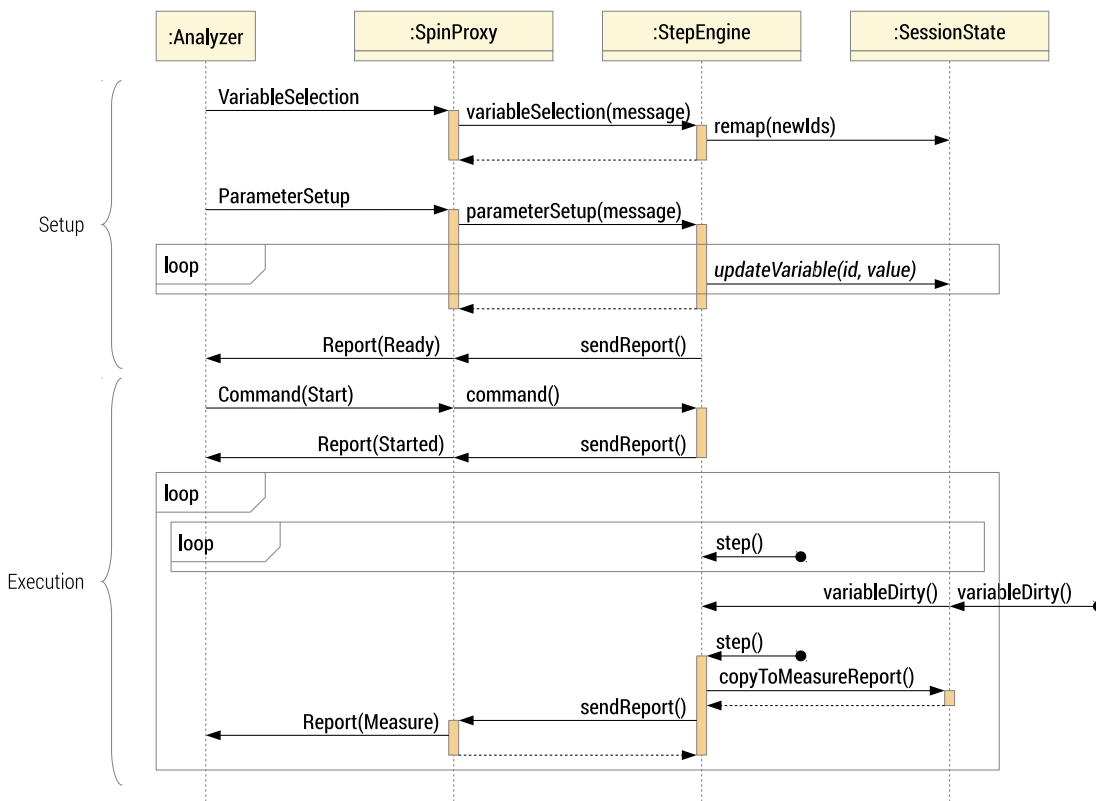 :Analyzer
:SpinProxy
:StepEngine
:SessionState
VariableSelection
variableSelection(message)
remap(newIds)
Setup
ParameterSetup
parameterSetup(message)
loop
updateVariable(id, value)
Report(Ready)
sendReport()
Command(Start)
command()
Report(Started)
sendReport()
Execution
loop
loop
step()
variableDirty()
variableDirty()
step()
copyToMeasureReport()
sendReport()
Report(Measure)